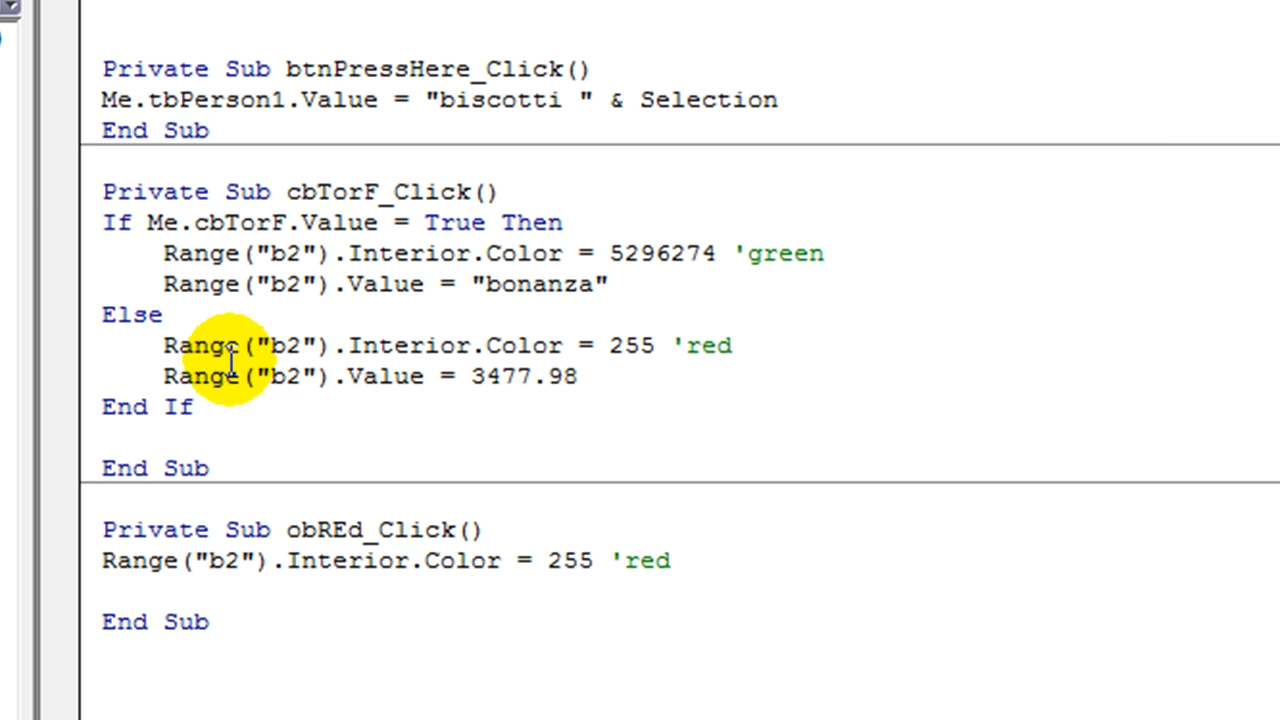 Private Sub btnPressHere_Click()
Me.tbPerson1.Value = "biscotti " & Selection
End Sub
Private Sub cbTorF_Click()
If Me.cbTorF.Value = True Then
    Range("b2").Interior.Color = 5296274 'green
    Range("b2").Value = "bonanza"
Else
    Range("b2").Interior.Color = 255 'red
    Range("b2").Value = 3477.98
End If
End Sub
Private Sub obREd_Click()
Range("b2").Interior.Color = 255 'red
End Sub